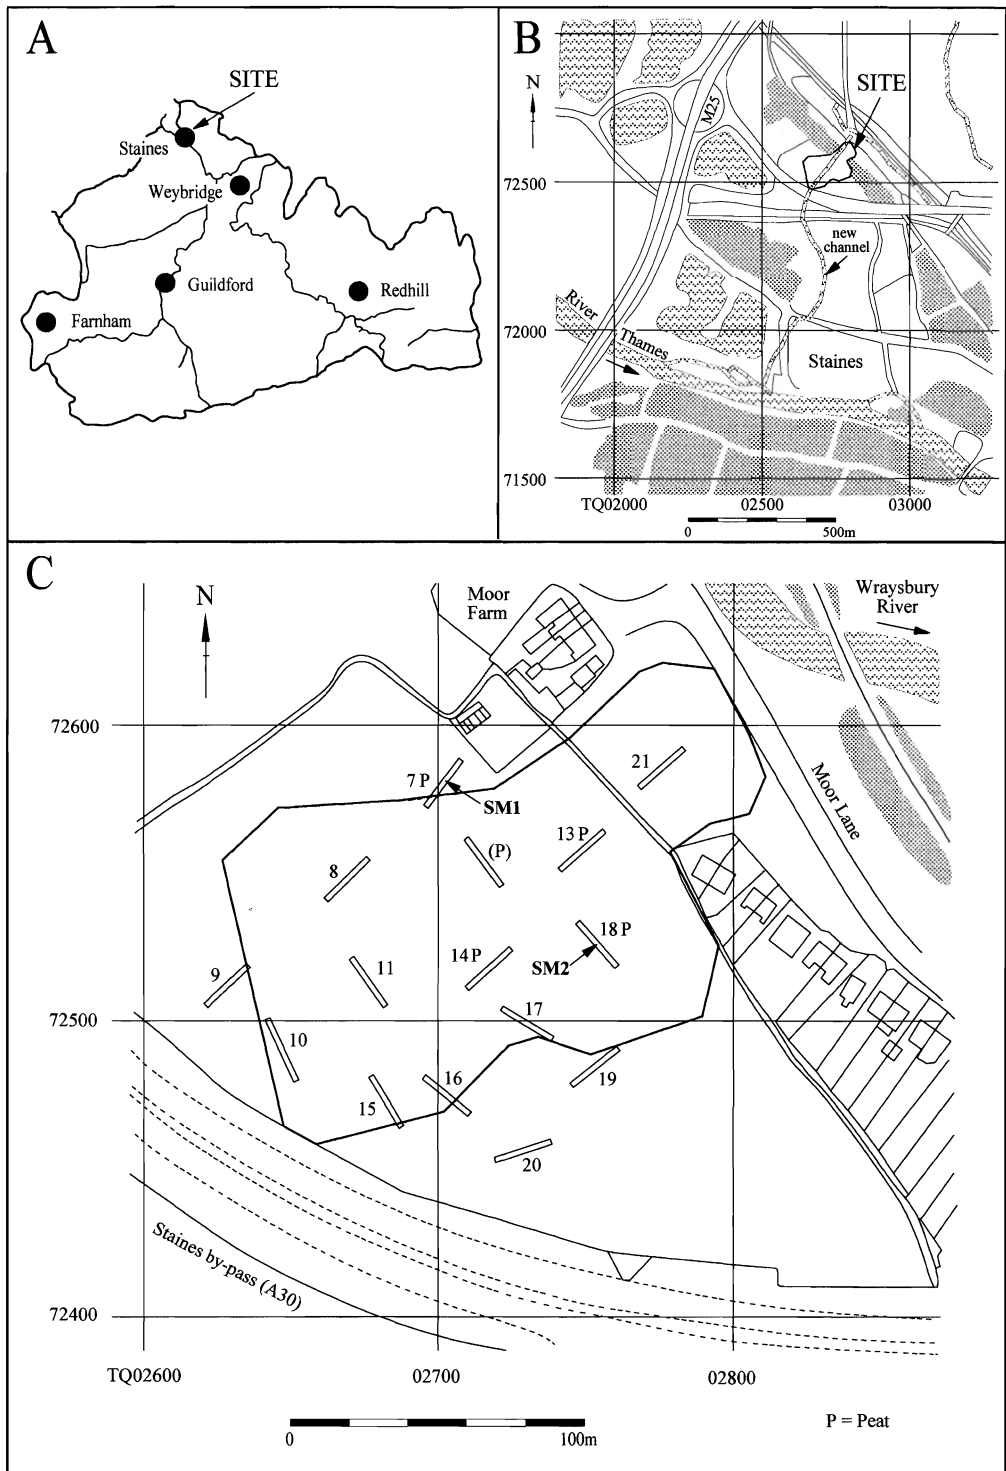 A
SITE
Staines
Weybridge
Guildford
Redhill
Farnham
B
N
M25
SITE
72500
new
channel
River
Thames
72000
Staines
71500
TQ02000
02500
03000
0
500m
C
N
Moor
Farm
Wraysbury
River
72600
21
7 P
SM1
Moor Lane
13 P
(P)
8
18 P
14 P
SM2
9
11
17
72500
10
19
16
15
20
Staines by-pass (A30)
72400
TQ02600
02700
02800
0
100m
P = Peat